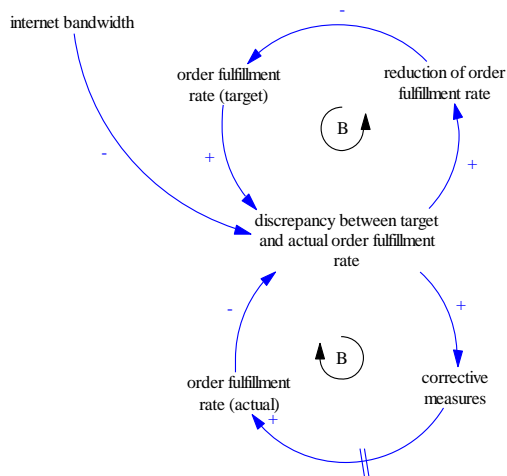 internet bandwidth
-
order fulfillment
rate (target)
reduction of order
fulfillment rate
B
+
+
-
discrepancy between target
and actual order fulfillment
rate
-
+
B
order fulfillment
rate (actual)
+
corrective
measures